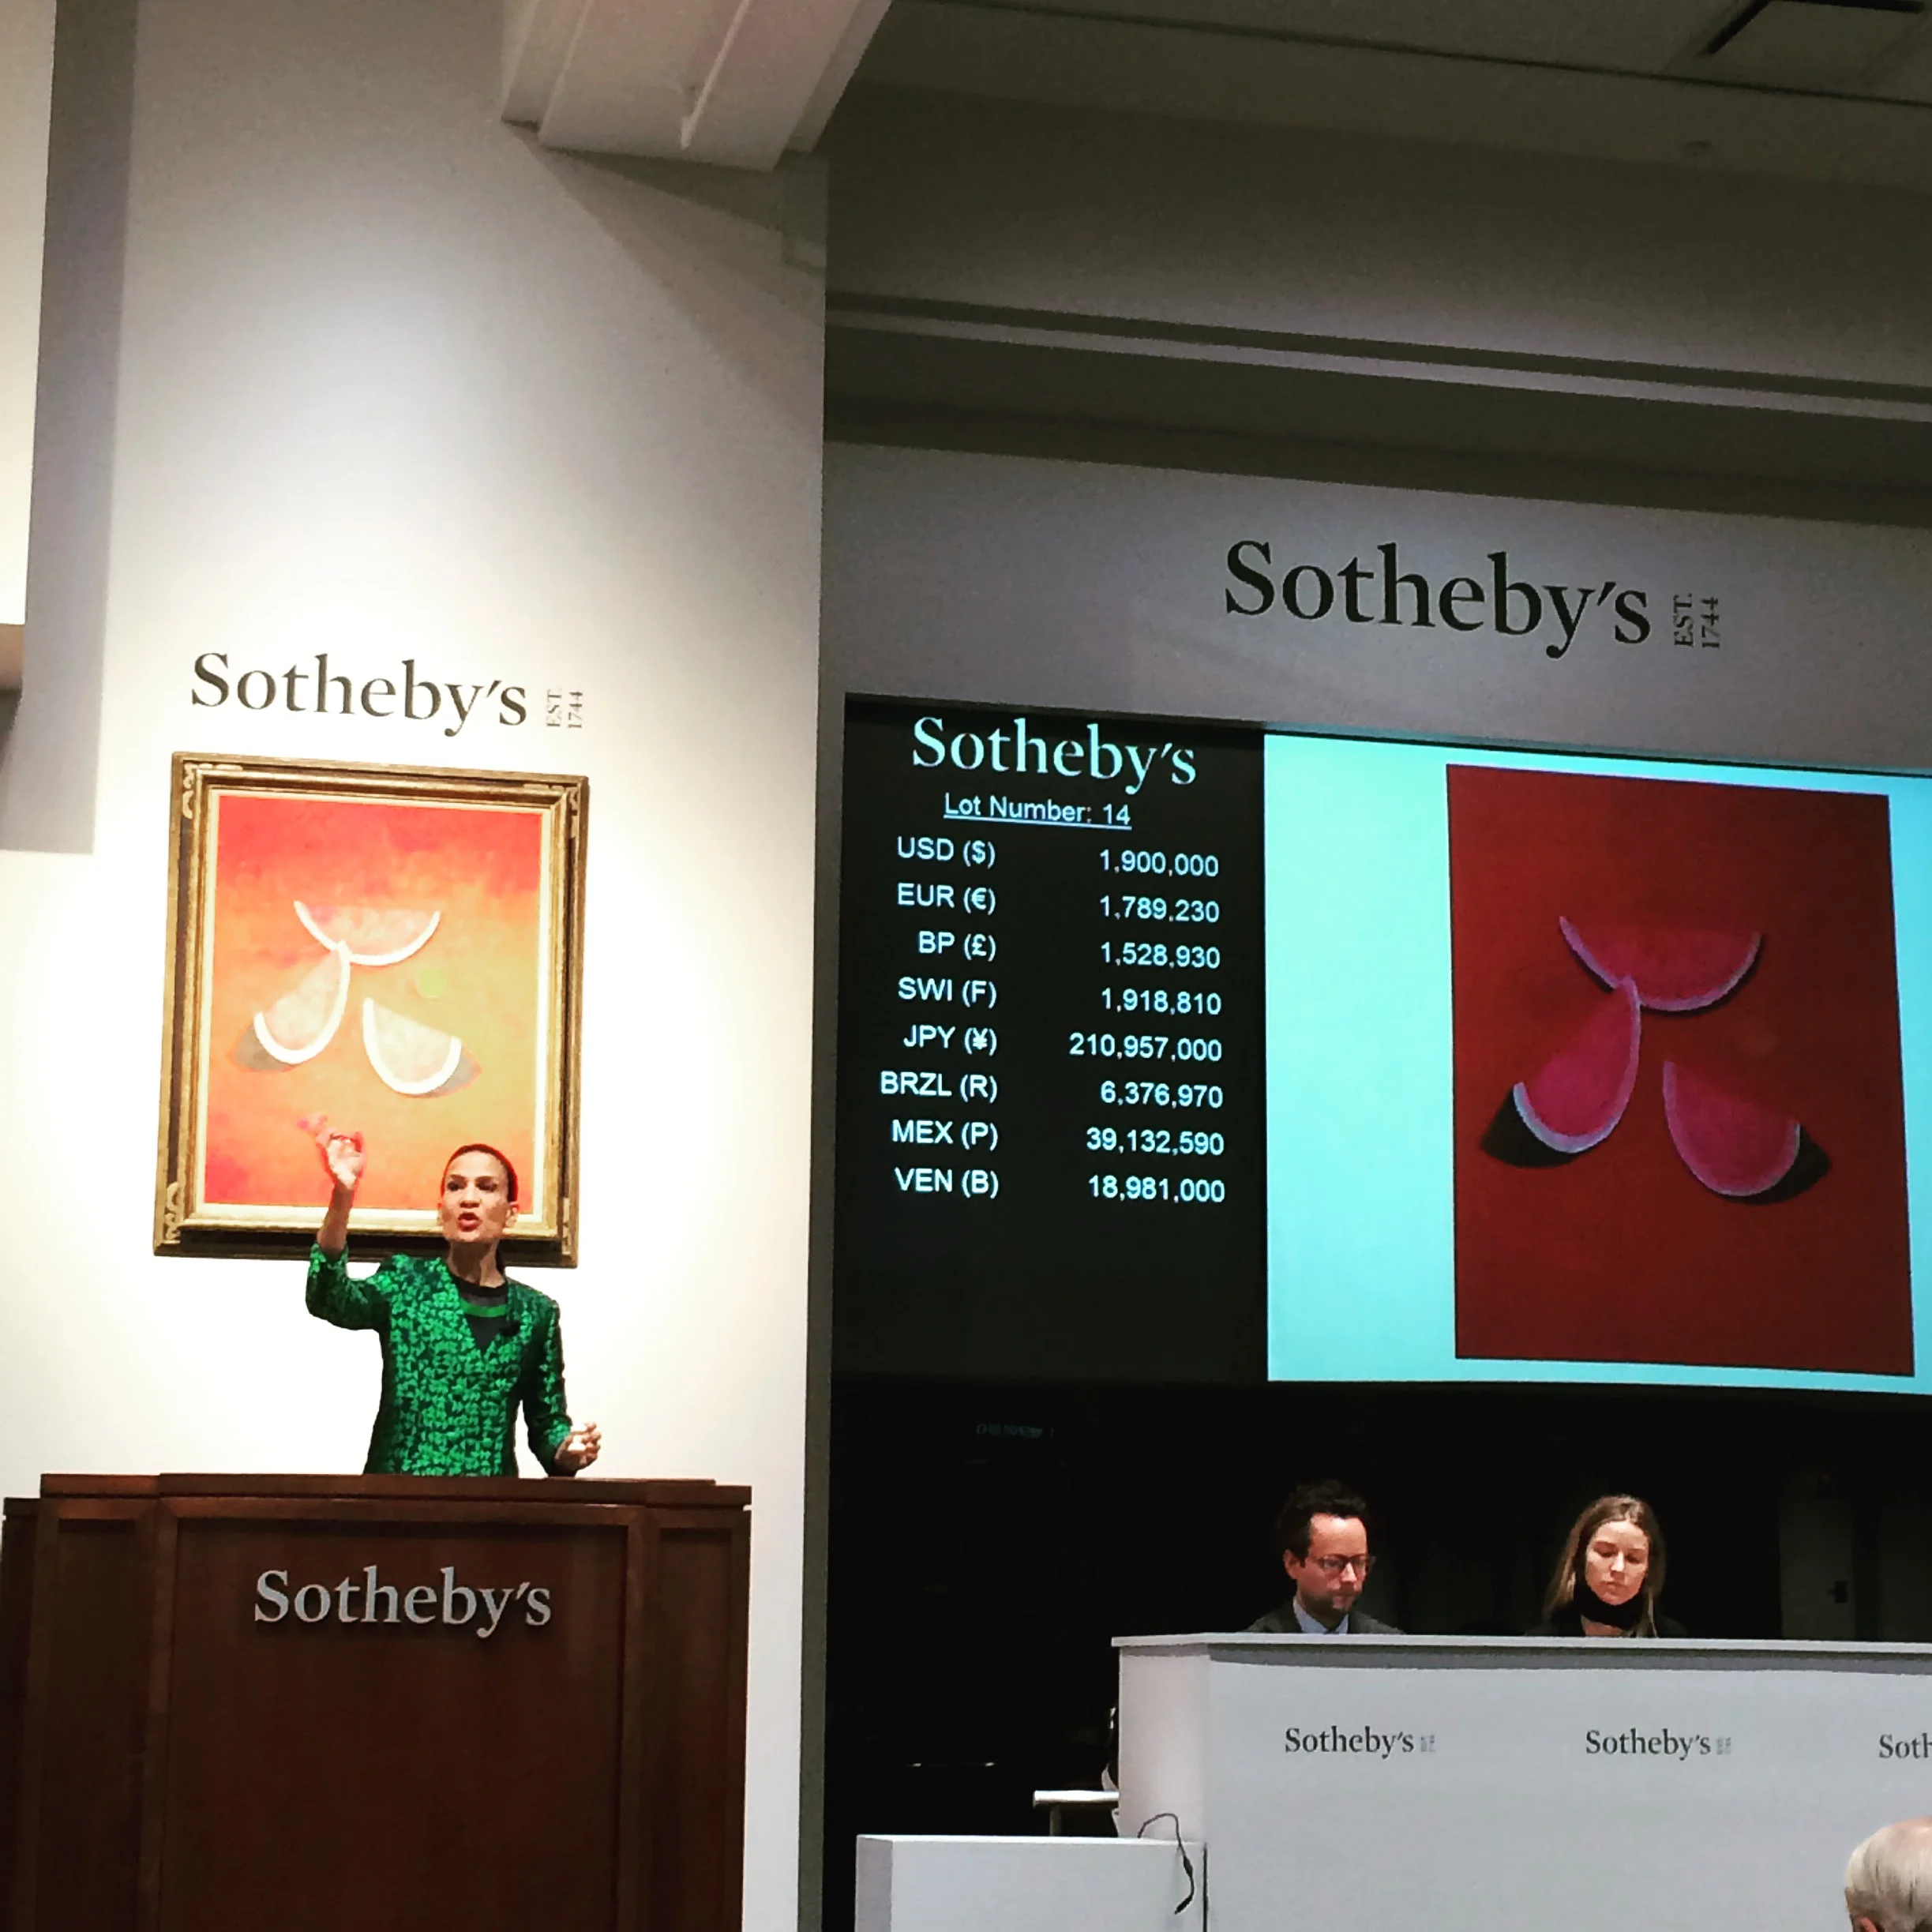 Sotheby's EST. 1744
Sotheby's EST. 1744
Sotheby's
Lot Number: 14
USD ($) 1,900,000
EUR (€) 1,789,230
BP (£) 1,528,930
SWI (F) 1,918,810
JPY (¥) 210,957,000
BRZL (R) 6,376,970
MEX (P) 39,132,590
VEN (B) 18,981,000
Sotheby's
Sotheby's
Sotheby's
Soth